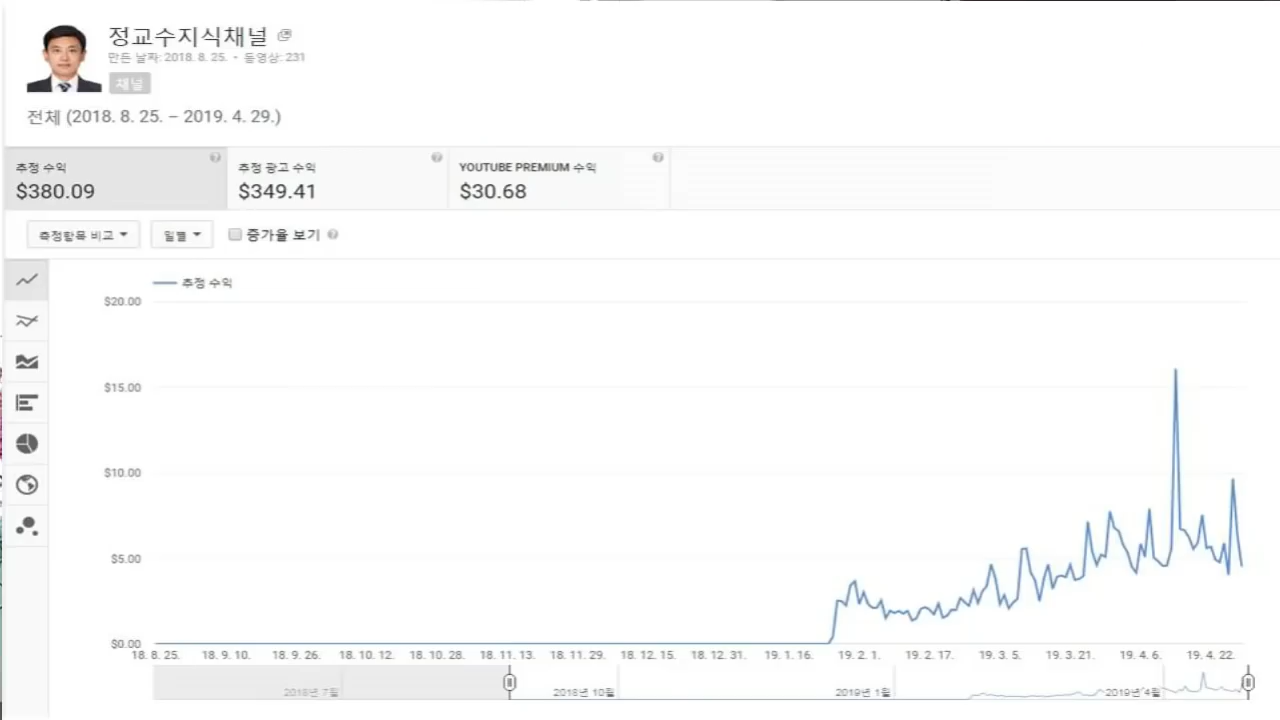 정교수지식채널
만든 날짜: 2018. 8. 25. • 동영상: 231
채널
전체 (2018. 8. 25. – 2019. 4. 29.)
추정 수익
$380.09
추정 광고 수익
$349.41
YOUTUBE PREMIUM 수익
$30.68
측정항목 비교
일별
증가율 보기
추정 수익
$20.00
$15.00
$10.00
$5.00
$0.00
18. 8. 25. 18. 9. 10. 18. 9. 26. 18. 10. 12. 18. 10. 28. 18. 11. 13. 18. 11. 29. 18. 12. 15. 18. 12. 31. 19. 1. 16. 19. 2. 1. 19. 2. 17. 19. 3. 5. 19. 3. 21. 19. 4. 6. 19. 4. 22.
2018년 7월 2018년 10월 2019년 1월 2019년 4월